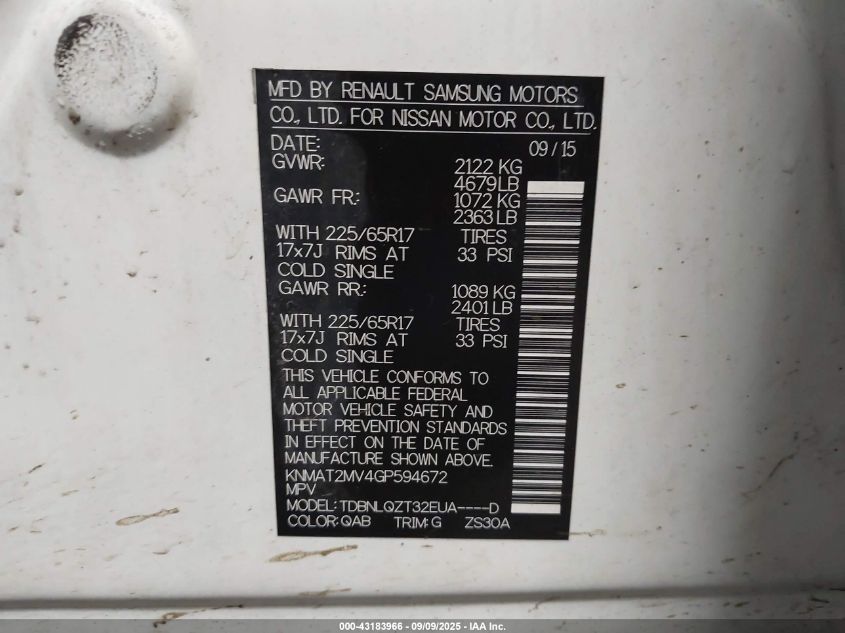 MFD BY RENAULT SAMSUNG MOTORS
CO., LTD. FOR NISSAN MOTOR CO., LTD.
DATE: 09/15
GVWR: 2122 KG
4679LB
GAWR FR.: 1072 KG
2363 LB
WITH 225/65R17 TIRES
17x7J RIMS AT 33 PSI
COLD SINGLE
GAWR RR.: 1089 KG
2401 LB
WITH 225/65R17 TIRES
17x7J RIMS AT 33 PSI
COLD SINGLE
THIS VEHICLE CONFORMS TO
ALL APPLICABLE FEDERAL
MOTOR VEHICLE SAFETY AND
THEFT PREVENTION STANDARDS
IN EFFECT ON THE DATE OF
MANUFACTURE SHOWN ABOVE.
KNMAT2MV4GP594672
MPV
MODEL: TDBNLQZT32EUA----D
COLOR: QAB TRIM: G ZS30A
000-43183966 - 09/09/2025 - IAA Inc.